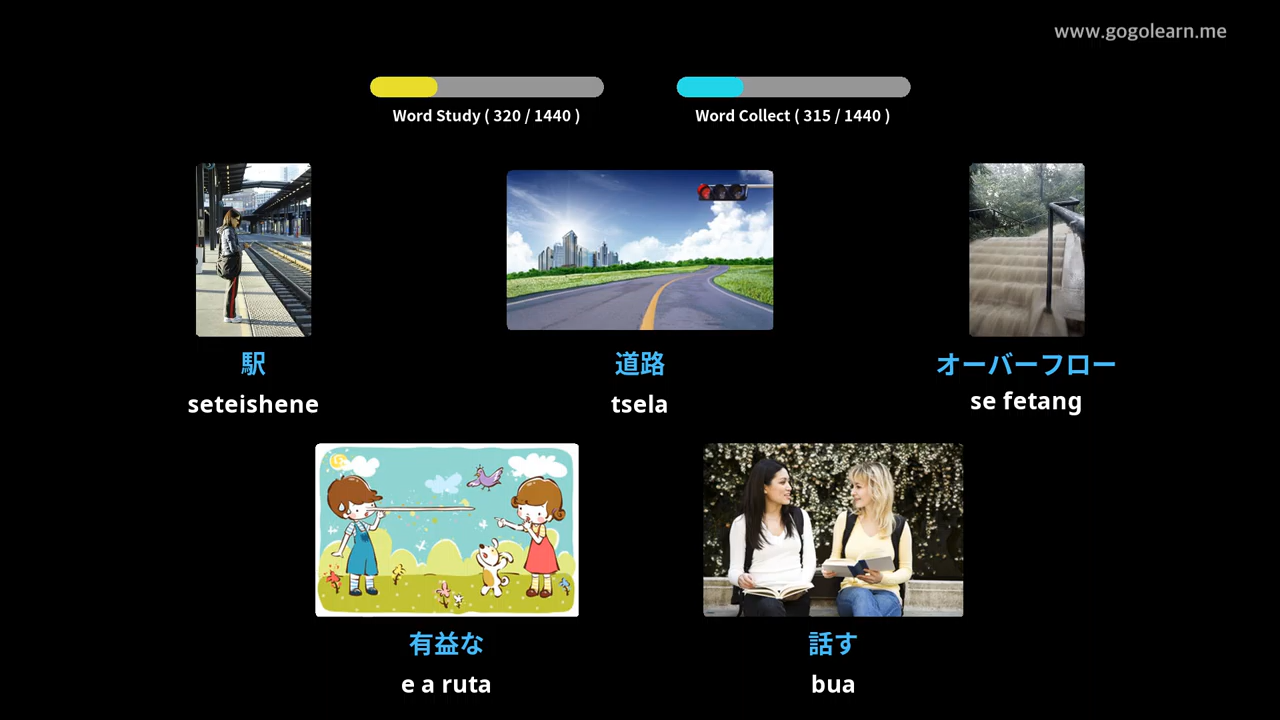 www.gogolearn.me
Word Study ( 320 / 1440 )
Word Collect ( 315 / 1440 )
駅
道路
オーバーフロー
seteishene
tsela
se fetang
有益な
話す
e a ruta
bua